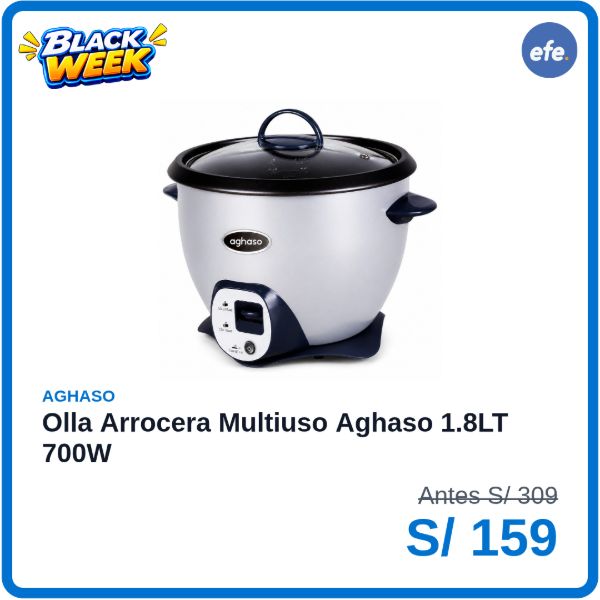 BLACK
WEEK
efe.
aghaso
AGHASO
Olla Arrocera Multiuso Aghaso 1.8LT
700W
Antes S/ 309
S/ 159